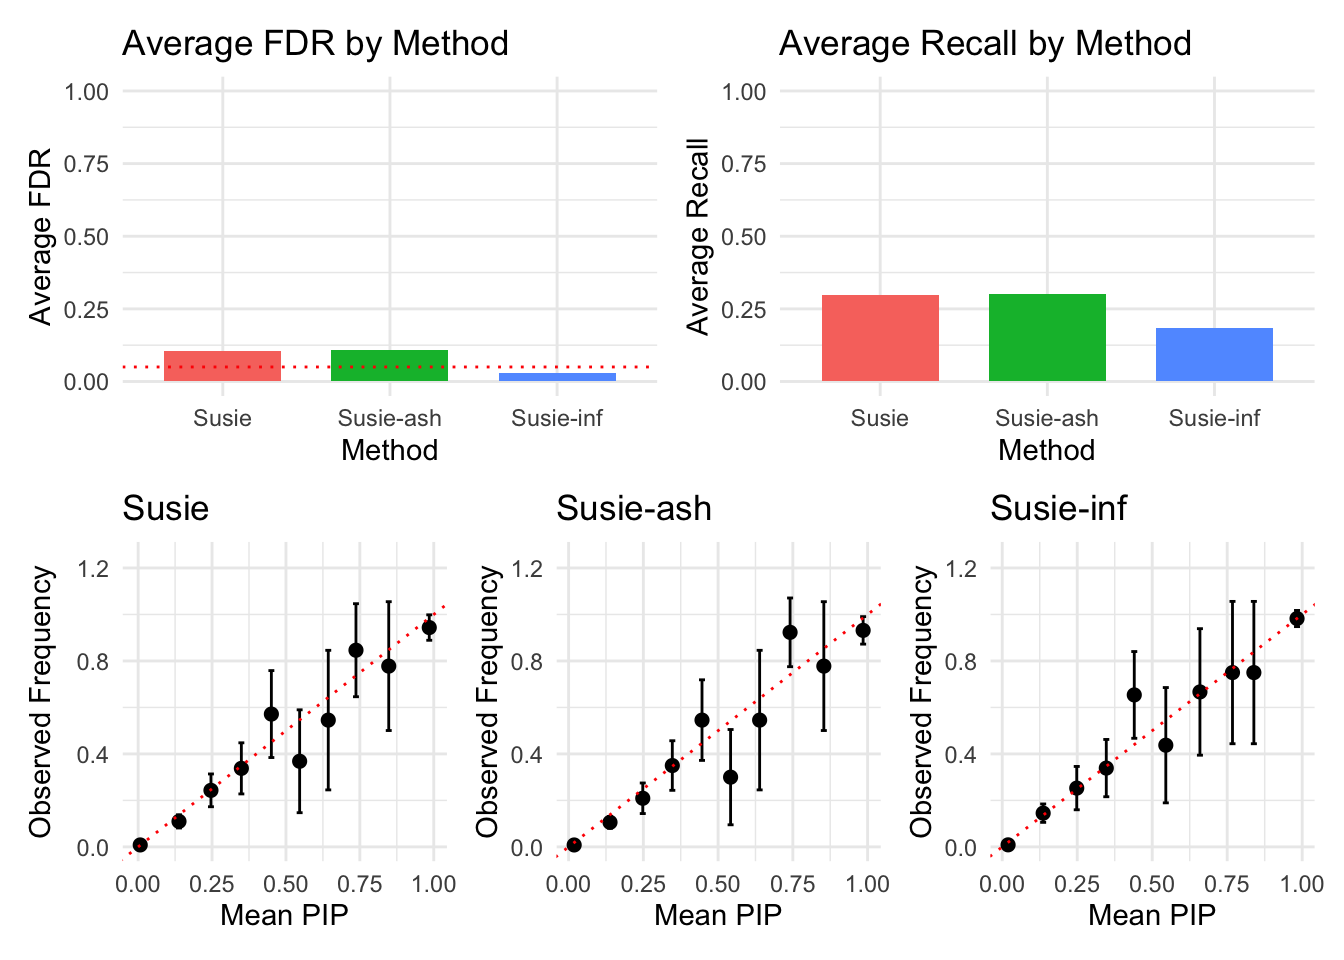 Average FDR by Method
Average FDR
1.00
0.75
0.50
0.25
0.00
Susie Susie-ash Susie-inf
Method
Average Recall by Method
Average Recall
1.00
0.75
0.50
0.25
0.00
Susie Susie-ash Susie-inf
Method
Susie
Observed Frequency
1.2
0.8
0.4
0.0
0.00 0.25 0.50 0.75 1.00
Mean PIP
Susie-ash
Observed Frequency
1.2
0.8
0.4
0.0
0.00 0.25 0.50 0.75 1.00
Mean PIP
Susie-inf
Observed Frequency
1.2
0.8
0.4
0.0
0.00 0.25 0.50 0.75 1.00
Mean PIP